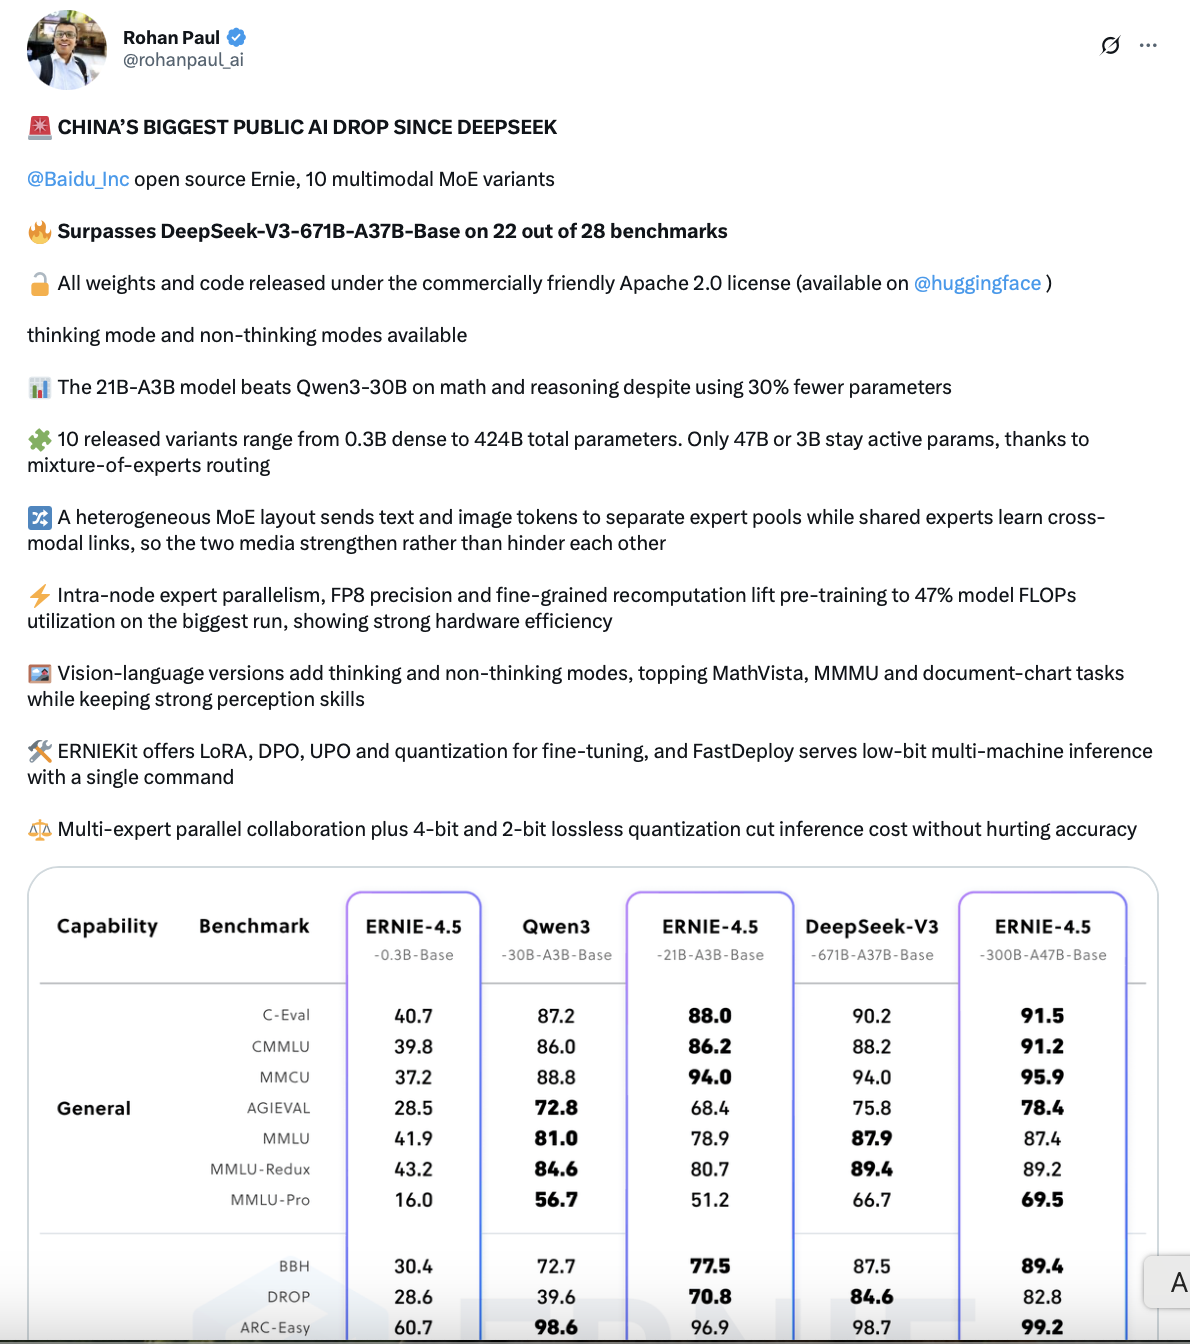 Rohan Paul
@rohanpaul_ai
🚨 CHINA’S BIGGEST PUBLIC AI DROP SINCE DEEPSEEK
@Baidu_Inc open source Ernie, 10 multimodal MoE variants
🔥 Surpasses DeepSeek-V3-671B-A37B-Base on 22 out of 28 benchmarks
🔓 All weights and code released under the commercially friendly Apache 2.0 license (available on @huggingface )
thinking mode and non-thinking modes available
📊 The 21B-A3B model beats Qwen3-30B on math and reasoning despite using 30% fewer parameters
🧩 10 released variants range from 0.3B dense to 424B total parameters. Only 47B or 3B stay active params, thanks to
mixture-of-experts routing
🔀 A heterogeneous MoE layout sends text and image tokens to separate expert pools while shared experts learn cross-
modal links, so the two media strengthen rather than hinder each other
⚡ Intra-node expert parallelism, FP8 precision and fine-grained recomputation lift pre-training to 47% model FLOPs
utilization on the biggest run, showing strong hardware efficiency
🖼️ Vision-language versions add thinking and non-thinking modes, topping MathVista, MMMU and document-chart tasks
while keeping strong perception skills
🛠️ ERNIEKit offers LoRA, DPO, UPO and quantization for fine-tuning, and FastDeploy serves low-bit multi-machine inference
with a single command
⚖️ Multi-expert parallel collaboration plus 4-bit and 2-bit lossless quantization cut inference cost without hurting accuracy
Capability Benchmark ERNIE-4.5 Qwen3 ERNIE-4.5 DeepSeek-V3 ERNIE-4.5
-0.3B-Base -30B-A3B-Base -21B-A3B-Base -671B-A37B-Base -300B-A47B-Base
C-Eval 40.7 87.2 88.0 90.2 91.5
CMMLU 39.8 86.0 86.2 88.2 91.2
MMCU 37.2 88.8 94.0 94.0 95.9
General AGIEVAL 28.5 72.8 68.4 75.8 78.4
MMLU 41.9 81.0 78.9 87.9 87.4
MMLU-Redux 43.2 84.6 80.7 89.4 89.2
MMLU-Pro 16.0 56.7 51.2 66.7 69.5
BBH 30.4 72.7 77.5 87.5 89.4
DROP 28.6 39.6 70.8 84.6 82.8
ARC-Easy 60.7 98.6 96.9 98.7 99.2
A